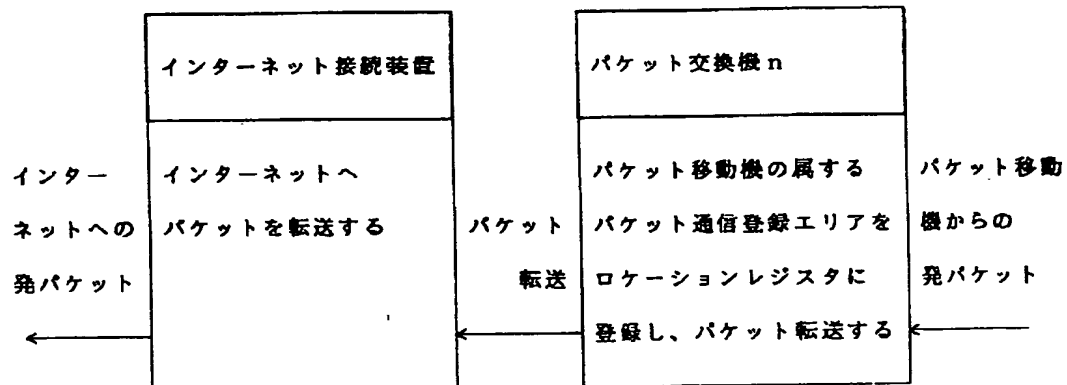 インターネット接続装置
パケット交換機n
インター
ネットへの
発パケット
インターネットへ
パケットを転送する
パケット
転送
パケット移動機の属する
パケット通信登録エリアを
ロケーションレジスタに
登録し、パケット転送する
パケット移動
機からの
発パケット